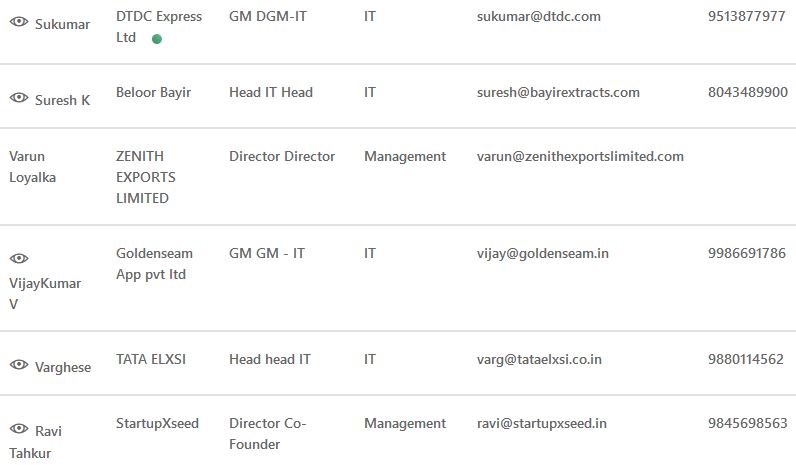 Sukumar DTDC Express Ltd GM DGM-IT IT sukumar@dtdc.com 9513877977
Suresh K Beloor Bayir Head IT Head IT suresh@bayirextracts.com 8043489900
Varun Loyalka ZENITH EXPORTS LIMITED Director Director Management varun@zenithexportslimited.com
VijayKumar V Goldenseam App pvt ltd GM GM - IT IT vijay@goldenseam.in 9986691786
Varghese TATA ELXSI Head head IT IT varg@tataelxsi.co.in 9880114562
Ravi Tahkur StartupXseed Director Co-Founder Management ravi@startupxseed.in 9845698563